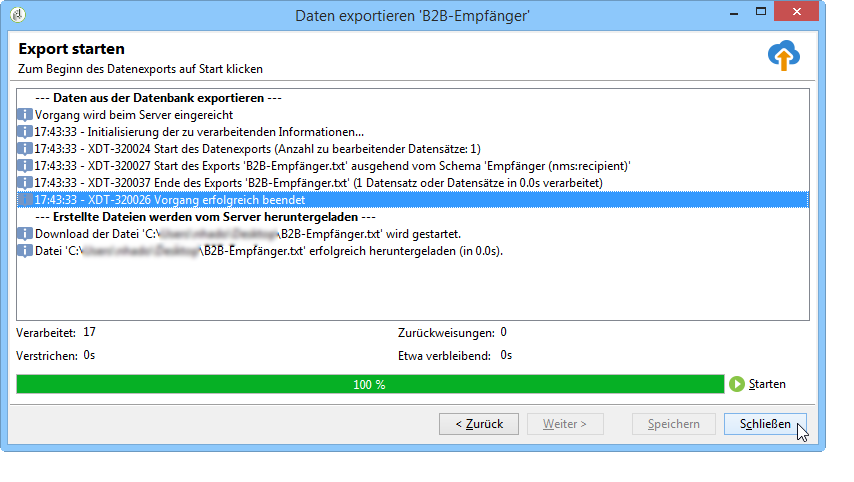 Daten exportieren 'B2B-Empfänger'
Export starten
Zum Beginn des Datenexports auf Start klicken
--- Daten aus der Datenbank exportieren ---
Vorgang wird beim Server eingereicht
17:43:33 - Initialisierung der zu verarbeitenden Informationen...
17:43:33 - XDT-320024 Start des Datenexports (Anzahl zu bearbeitender Datensätze: 1)
17:43:33 - XDT-320027 Start des Exports 'B2B-Empfänger.txt' ausgehend vom Schema 'Empfänger (nms:recipient)'
17:43:33 - XDT-320037 Ende des Exports 'B2B-Empfänger.txt' (1 Datensatz oder Datensätze in 0.0s verarbeitet)
17:43:33 - XDT-320026 Vorgang erfolgreich beendet
--- Erstellte Dateien werden vom Server heruntergeladen ---
Download der Datei 'C:\ \B2B-Empfänger.txt' wird gestartet.
Datei 'C:\ \B2B-Empfänger.txt' erfolgreich heruntergeladen (in 0.0s).
Verarbeitet: 17 Zurückweisungen: 0
Verstrichen: 0s Etwa verbleibend: 0s
100 % Starten
< Zurück Weiter > Speichern Schließen